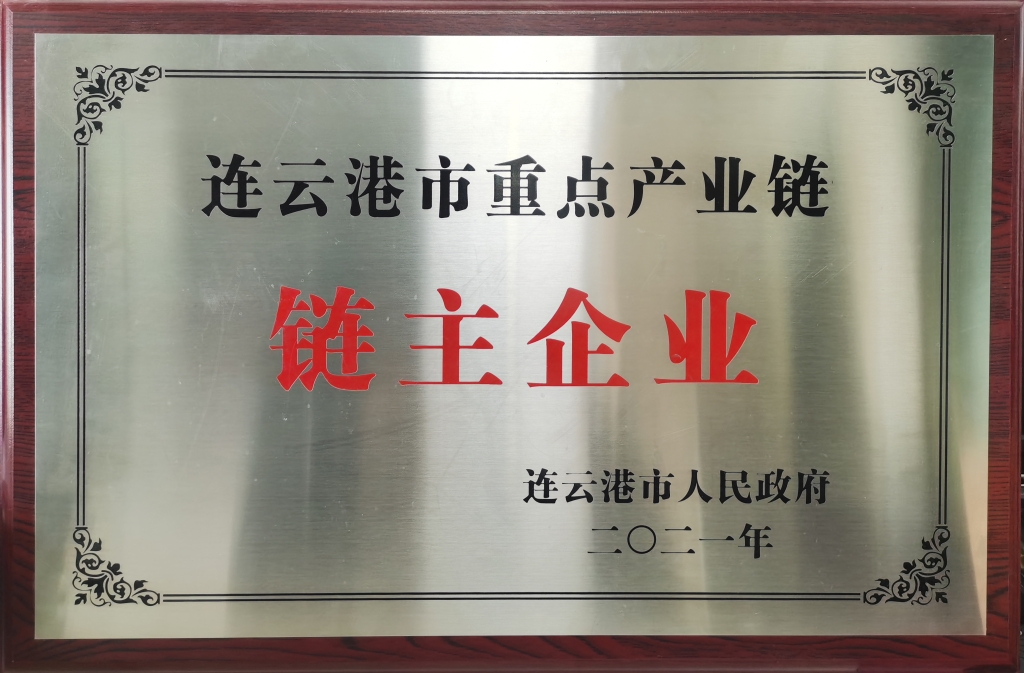 连云港市重点产业链
链主企业
连云港市人民政府
二〇二一年